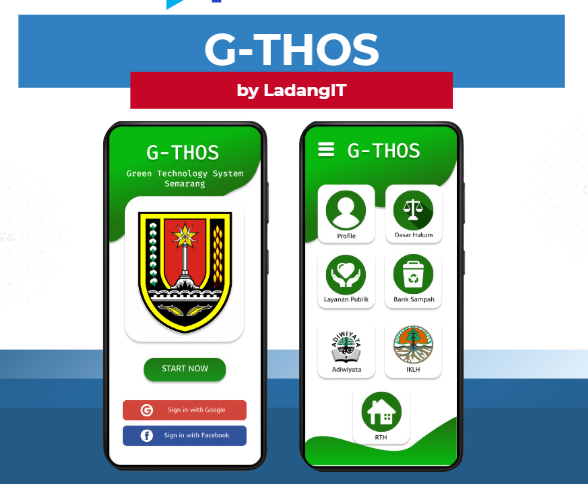 G-THOS
by LadangIT
G-THOS
Green Technology System
Semarang
START NOW
G Sign in with Google
f Sign in with Facebook
G-THOS
Profile
Dasar Hukum
Layanan Publik
Bank Sampah
ADIWIYATA
Adiwiyata
IKLH
RTH